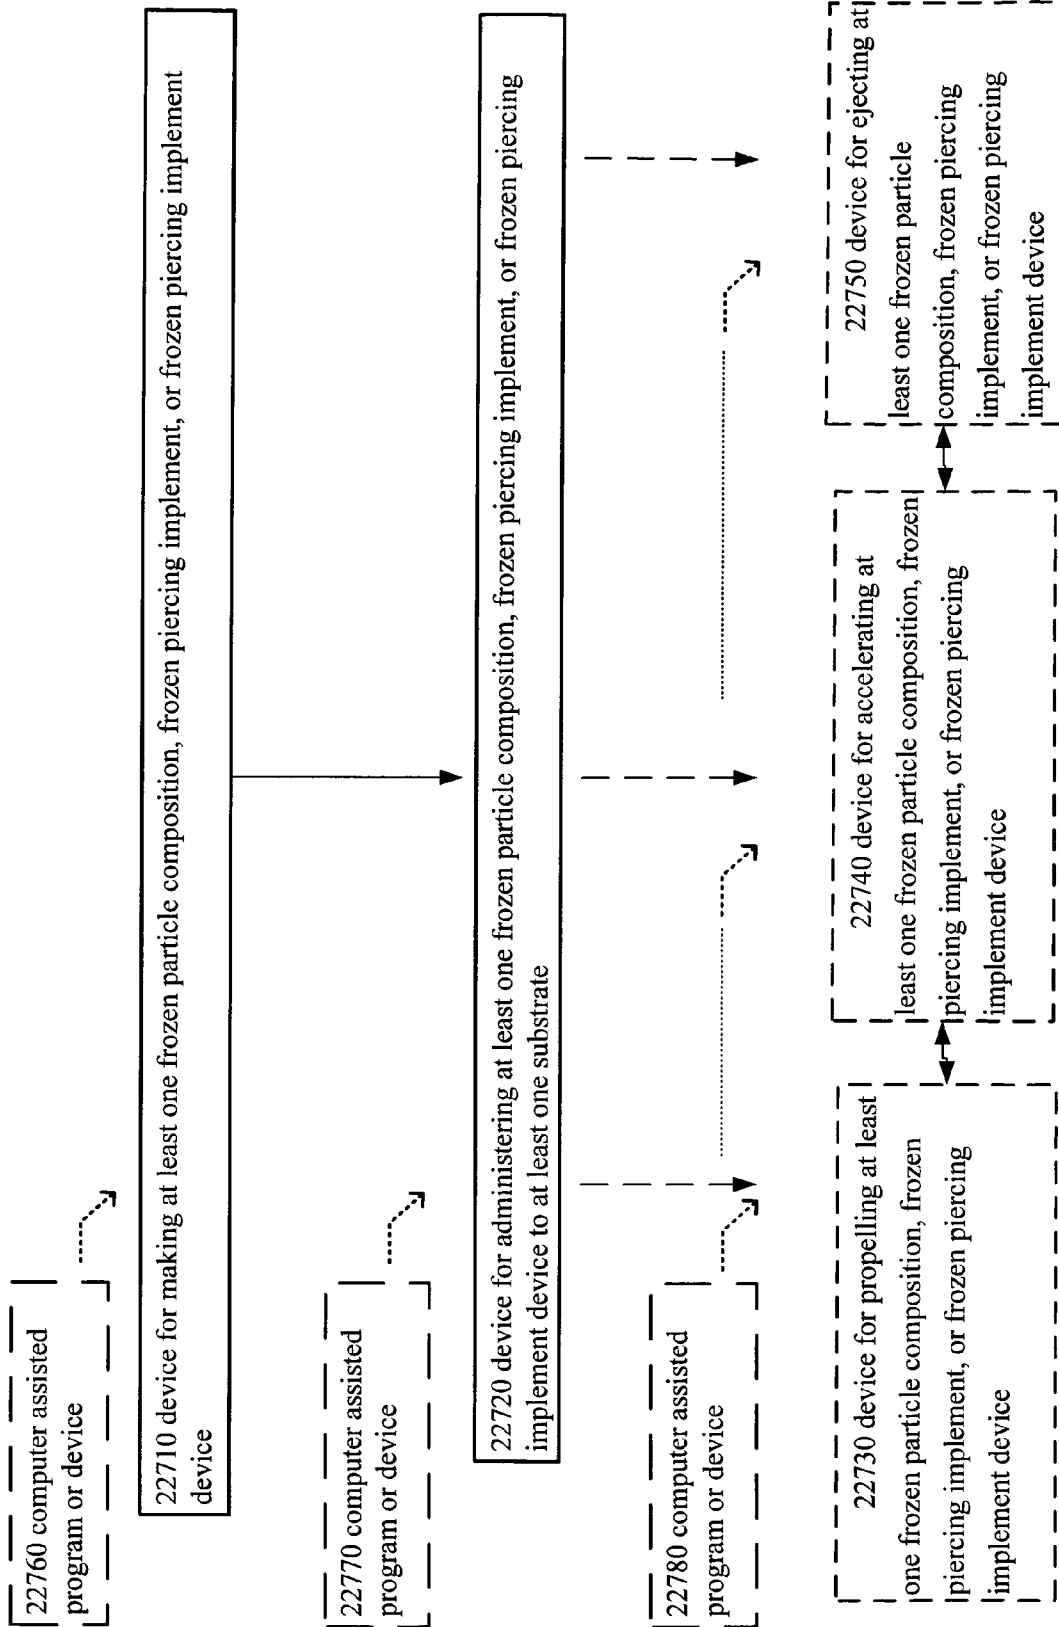 22760 computer assisted
program or device
22710 device for making at least one frozen particle composition, frozen piercing implement, or frozen piercing implement
device
22770 computer assisted
program or device
22720 device for administering at least one frozen particle composition, frozen piercing implement, or frozen piercing
implement device to at least one substrate
22780 computer assisted
program or device
22730 device for propelling at least
one frozen particle composition, frozen
piercing implement, or frozen piercing
implement device
22740 device for accelerating at
least one frozen particle composition, frozen
piercing implement, or frozen piercing
implement device
22750 device for ejecting at
least one frozen particle
composition, frozen piercing
implement, or frozen piercing
implement device